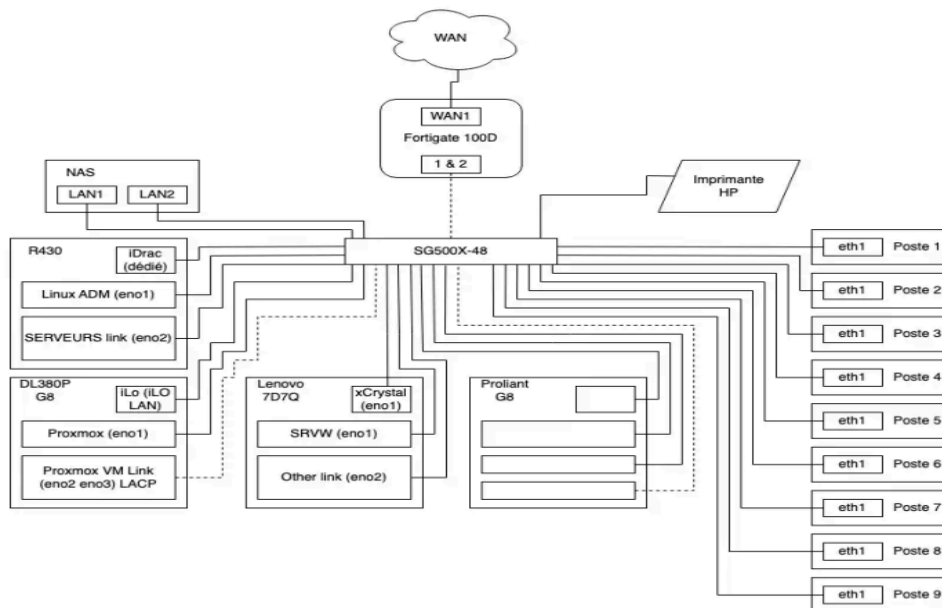 WAN
WAN1
Fortigate 100D
1 & 2
NAS
LAN1
LAN2
Imprimante
HP
SG500X-48
R430
iDrac
(dédié)
Linux ADM (eno1)
SERVEURS link (eno2)
DL380P
G8
iLo (iLO
LAN)
Proxmox (eno1)
Proxmox VM Link
(eno2 eno3) LACP
Lenovo
7D7Q
xCrystal
(eno1)
SRVW (eno1)
Other link (eno2)
Proliant
G8
eth1 Poste 1
eth1 Poste 2
eth1 Poste 3
eth1 Poste 4
eth1 Poste 5
eth1 Poste 6
eth1 Poste 7
eth1 Poste 8
eth1 Poste 9